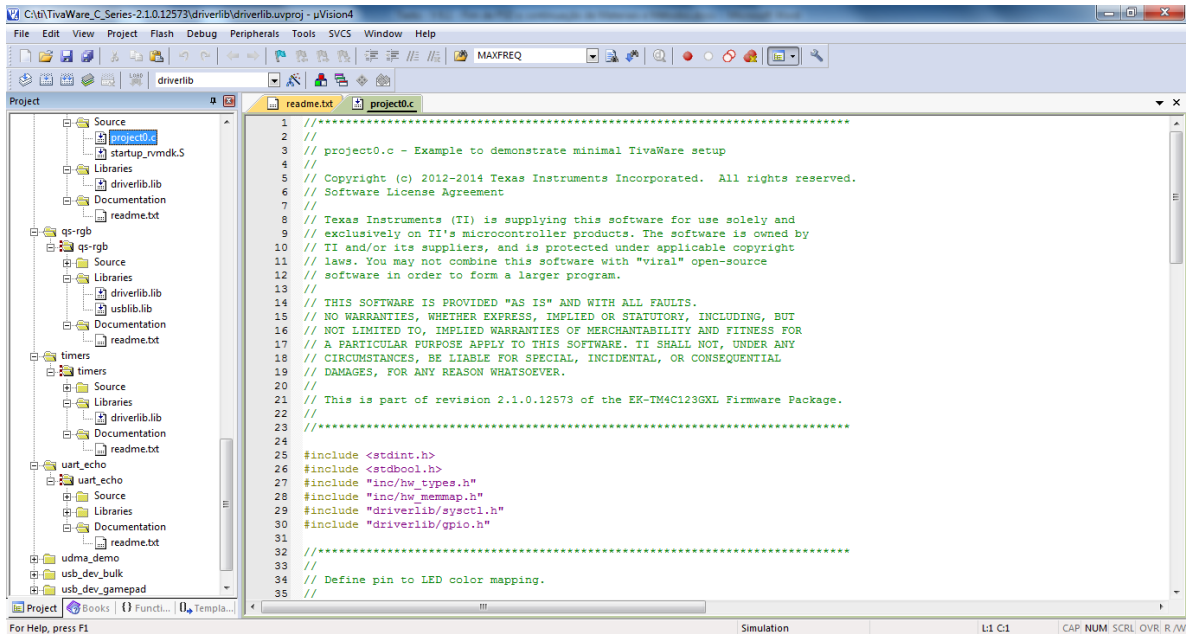 C:\ti\TivaWare_C_Series-2.1.0.12573\driverlib\driverlib.uvproj - µVision4
File Edit View Project Flash Debug Peripherals Tools SVCS Window Help
MAXFREQ
LOAD
driverlib
Project
Source
project0.c
startup_rvmdk.S
Libraries
driverlib.lib
Documentation
readme.txt
qs-rgb
qs-rgb
Source
Libraries
driverlib.lib
usblib.lib
Documentation
readme.txt
timers
timers
Source
Libraries
driverlib.lib
Documentation
readme.txt
uart_echo
uart_echo
Source
Libraries
Documentation
readme.txt
udma_demo
usb_dev_bulk
usb_dev_gamepad
Project Books {} Functi... 0 Templa...
readme.txt project0.c
1 //*****************************************************************************
2 //
3 // project0.c - Example to demonstrate minimal TivaWare setup
4 //
5 // Copyright (c) 2012-2014 Texas Instruments Incorporated.  All rights reserved.
6 // Software License Agreement
7 //
8 // Texas Instruments (TI) is supplying this software for use solely and
9 // exclusively on TI's microcontroller products. The software is owned by
10 // TI and/or its suppliers, and is protected under applicable copyright
11 // laws. You may not combine this software with "viral" open-source
12 // software in order to form a larger program.
13 //
14 // THIS SOFTWARE IS PROVIDED "AS IS" AND WITH ALL FAULTS.
15 // NO WARRANTIES, WHETHER EXPRESS, IMPLIED OR STATUTORY, INCLUDING, BUT
16 // NOT LIMITED TO, IMPLIED WARRANTIES OF MERCHANTABILITY AND FITNESS FOR
17 // A PARTICULAR PURPOSE APPLY TO THIS SOFTWARE. TI SHALL NOT, UNDER ANY
18 // CIRCUMSTANCES, BE LIABLE FOR SPECIAL, INCIDENTAL, OR CONSEQUENTIAL
19 // DAMAGES, FOR ANY REASON WHATSOEVER.
20 //
21 // This is part of revision 2.1.0.12573 of the EK-TM4C123GXL Firmware Package.
22 //
23 //*****************************************************************************
24
25 #include <stdint.h>
26 #include <stdbool.h>
27 #include "inc/hw_types.h"
28 #include "inc/hw_memmap.h"
29 #include "driverlib/sysctl.h"
30 #include "driverlib/gpio.h"
31
32 //*****************************************************************************
33 //
34 // Define pin to LED color mapping.
35 //
For Help, press F1 Simulation L:1 C:1 CAP NUM SCRL OVR R/W